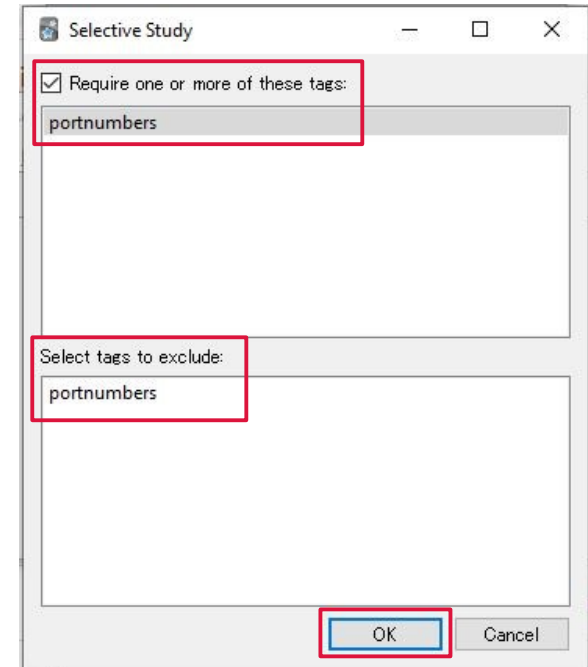 Selective Study
Require one or more of these tags:
portnumbers
Select tags to exclude:
portnumbers
OK
Cancel